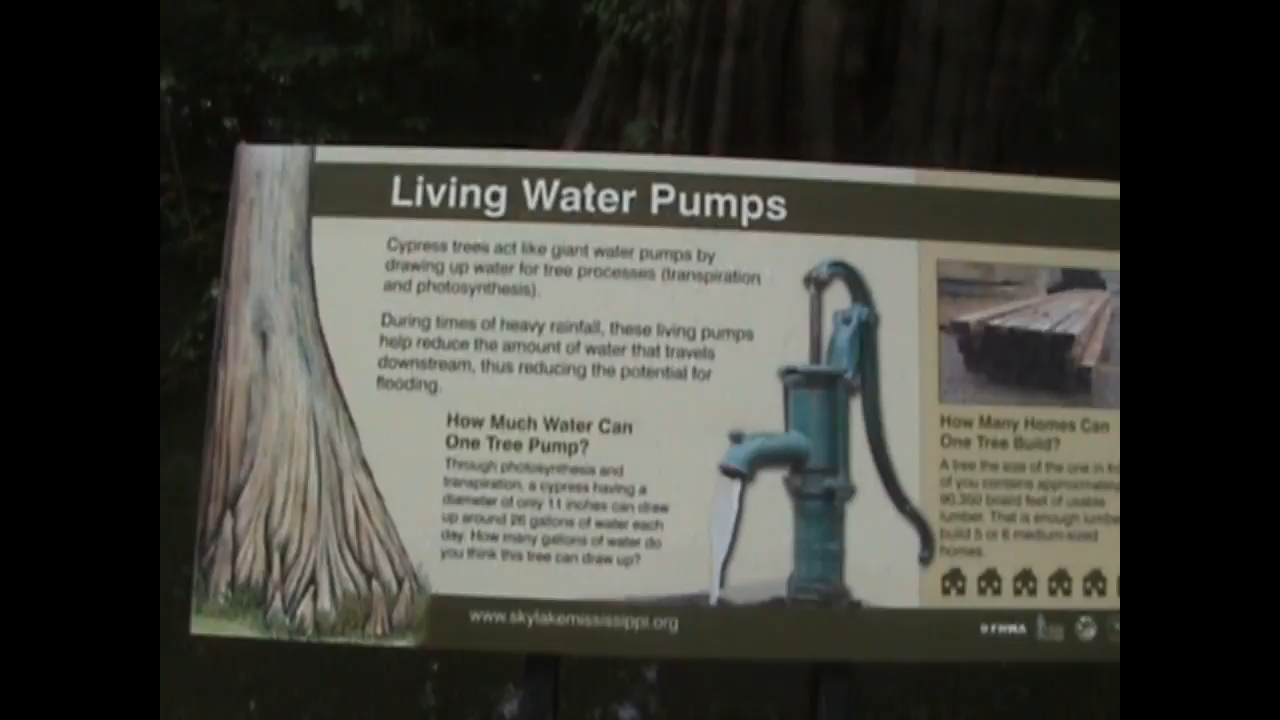 Living Water Pumps
Cypress trees act like giant water pumps by
drawing up water for tree processes (transpiration
and photosynthesis).
During times of heavy rainfall, these living pumps
help reduce the amount of water that travels
downstream, thus reducing the potential for
flooding.
How Much Water Can
One Tree Pump?
Through photosynthesis and
transpiration, a cypress having a
diameter of only 11 inches can draw
up around 26 gallons of water each
day. How many gallons of water do
you think this tree can draw up?
How Many Homes Can
One Tree Build?
A tree the size of the one in
of you contains
board feet of usable
lumber. That is enough
build 5 or 6 medium-sized
homes.
www.skylakemississippi.org